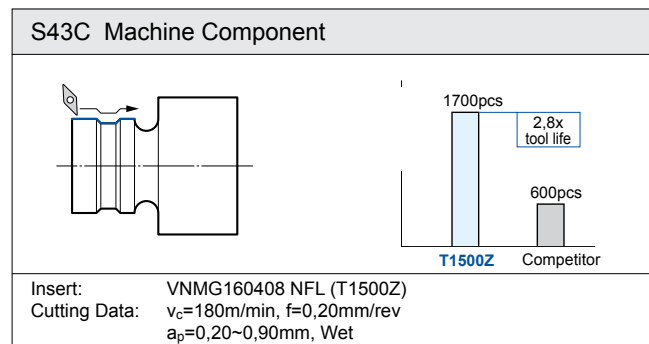 S43C Machine Component
1700pcs
2,8x
tool life
600pcs
T1500Z
Competitor
Insert: VNMG160408 NFL (T1500Z)
Cutting Data: vc=180m/min, f=0,20mm/rev
ap=0,20~0,90mm, Wet